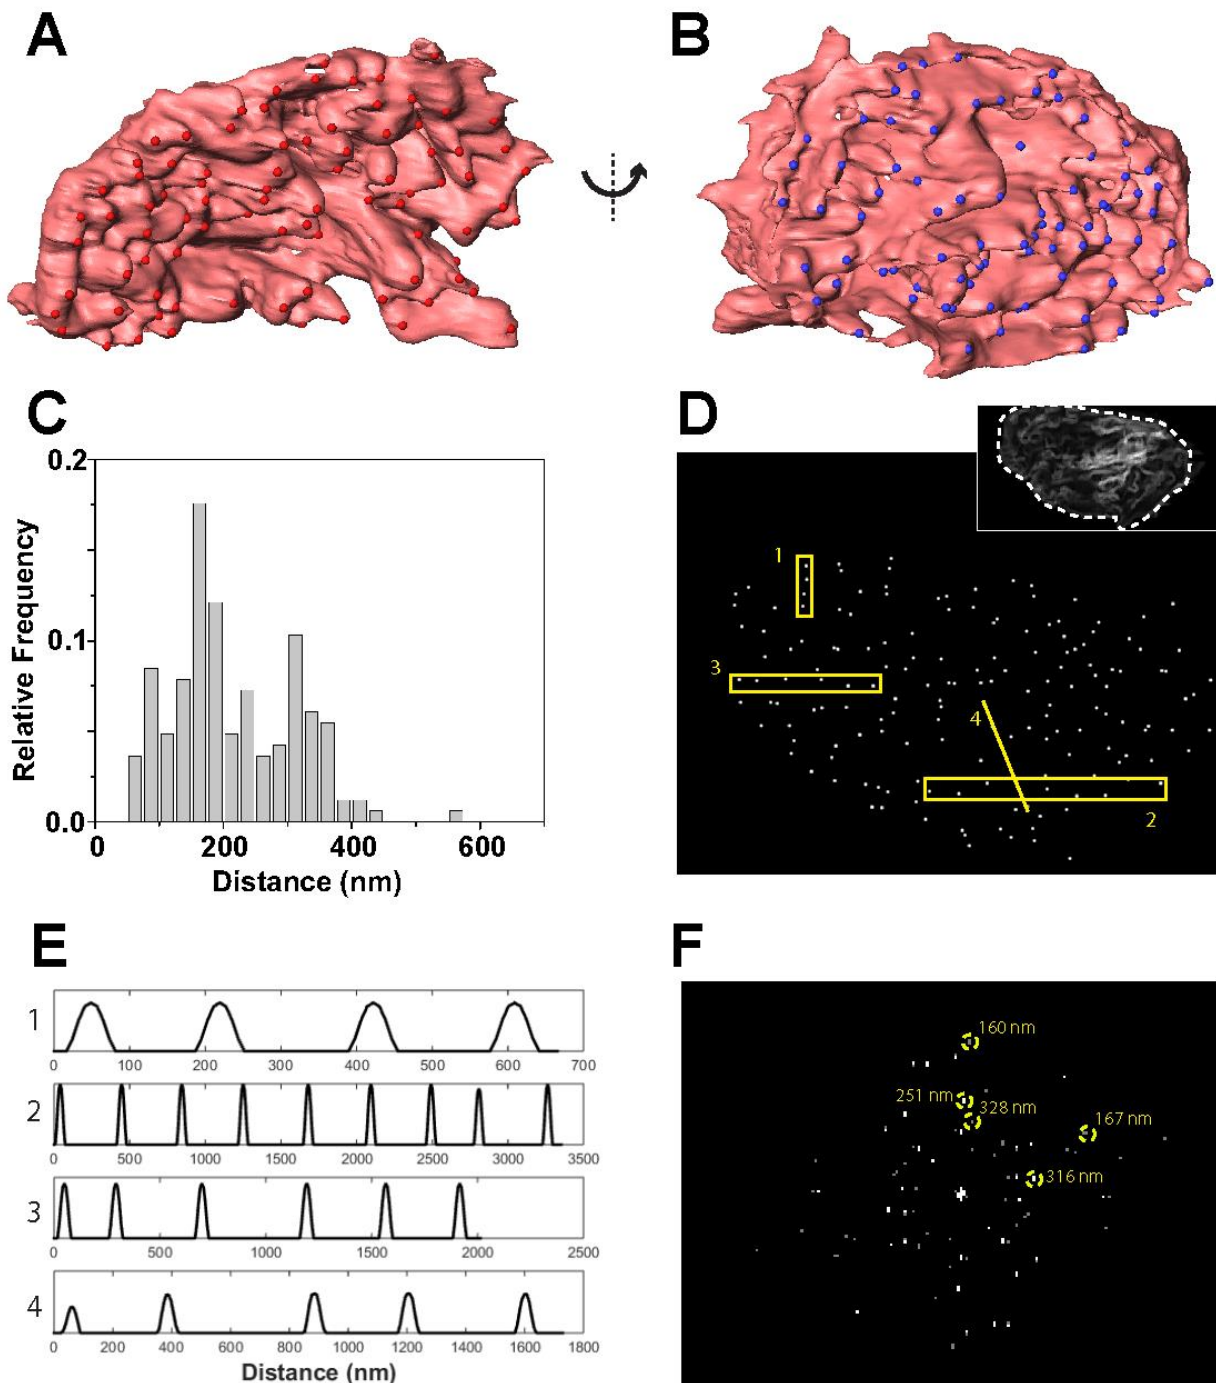 A
B
C
0.2
0.1
0.0
Relative Frequency
0 200 400 600
Distance (nm)
D
1
3
4
2
E
1
0 100 200 300 400 500 600 700
2
0 500 1000 1500 2000 2500 3000 3500
3
0 500 1000 1500 2000 2500
4
0 200 400 600 800 1000 1200 1400 1600 1800
Distance (nm)
F
160 nm
251 nm
328 nm
167 nm
316 nm